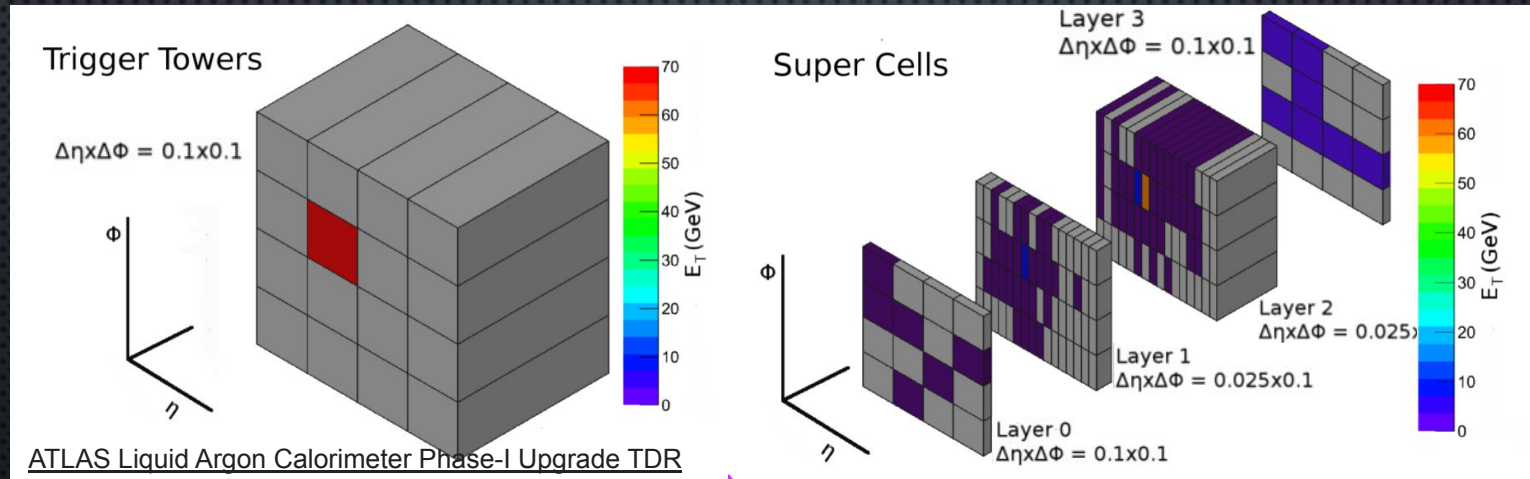 Trigger Towers
ΔηxΔΦ = 0.1x0.1
Φ
η
70
60
50
40
30
20
10
0
E_T (GeV)
ATLAS Liquid Argon Calorimeter Phase-I Upgrade TDR
Super Cells
Layer 3
ΔηxΔΦ = 0.1x0.1
Φ
η
Layer 2
ΔηxΔΦ = 0.025x
Layer 1
ΔηxΔΦ = 0.025x0.1
Layer 0
ΔηxΔΦ = 0.1x0.1
70
60
50
40
30
20
10
0
E_T (GeV)